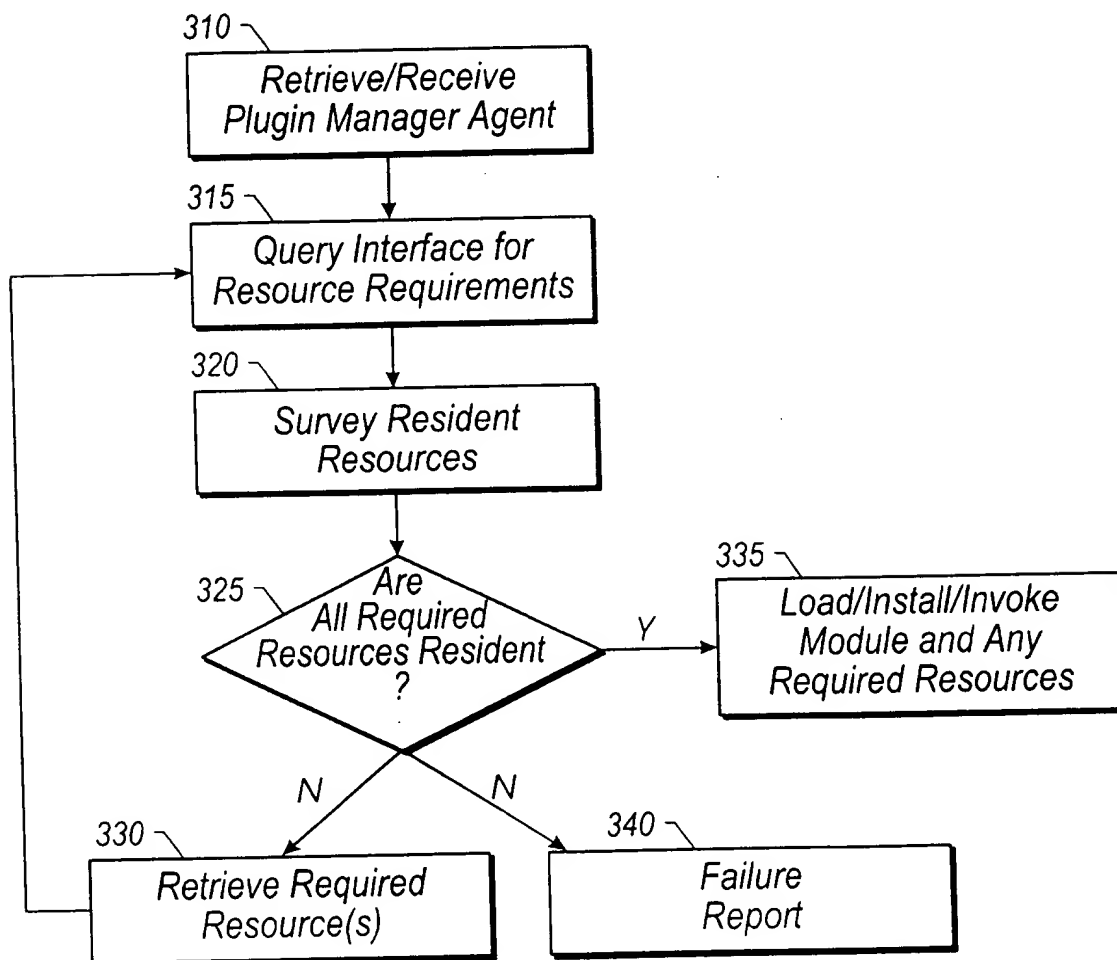 310
Retrieve/Receive
Plugin Manager Agent
315
Query Interface for
Resource Requirements
320
Survey Resident
Resources
325
Are
All Required
Resources Resident
?
Y
335
Load/Install/Invoke
Module and Any
Required Resources
N
N
330
Retrieve Required
Resource(s)
340
Failure
Report